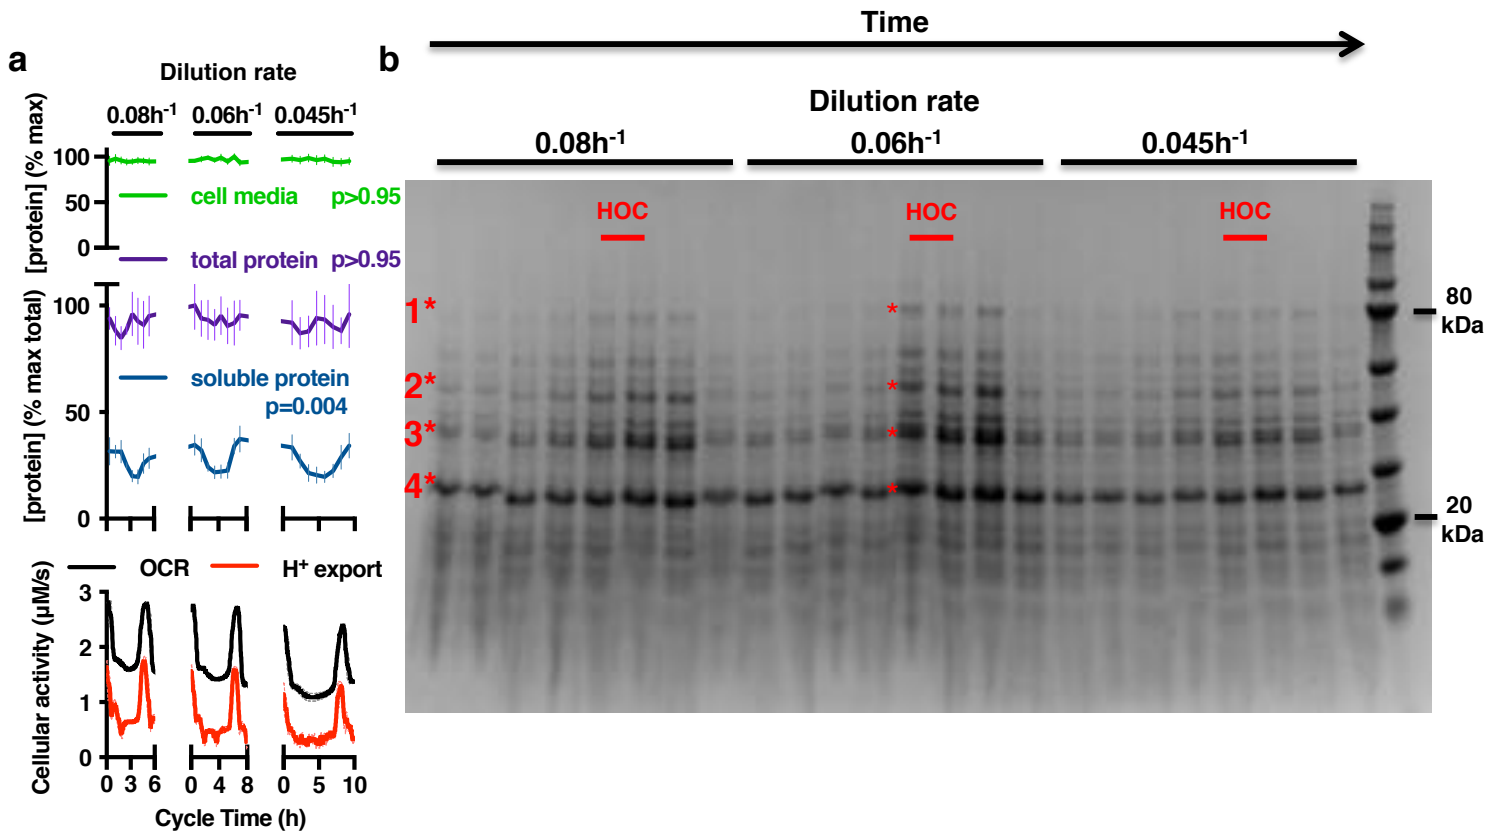 a
Dilution rate
0.08h-1 0.06h-1 0.045h-1
[protein] (% max)
100
50
0
cell media p>0.95
total protein p>0.95
[protein] (% max total)
100
50
0
soluble protein
p=0.004
OCR H+ export
Cellular activity (µM/s)
3
2
1
0
0 3 6 0 4 8 0 5 10
Cycle Time (h)
b
Time
Dilution rate
0.08h-1 0.06h-1 0.045h-1
HOC HOC HOC
1*
2*
3*
4*
*
*
*
*
80
kDa
20
kDa